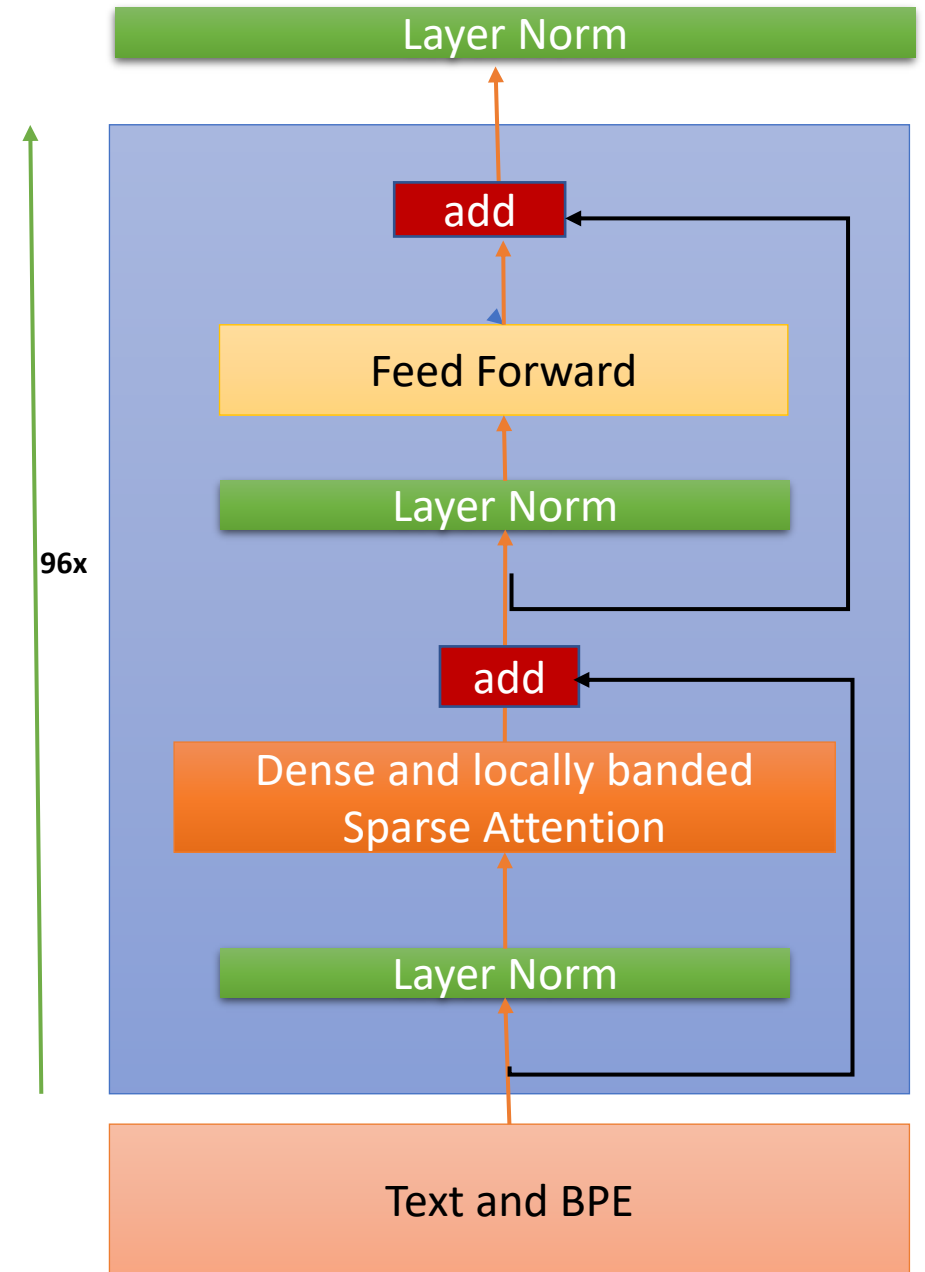 Layer Norm
add
Feed Forward
Layer Norm
96x
add
Dense and locally banded
Sparse Attention
Layer Norm
Text and BPE